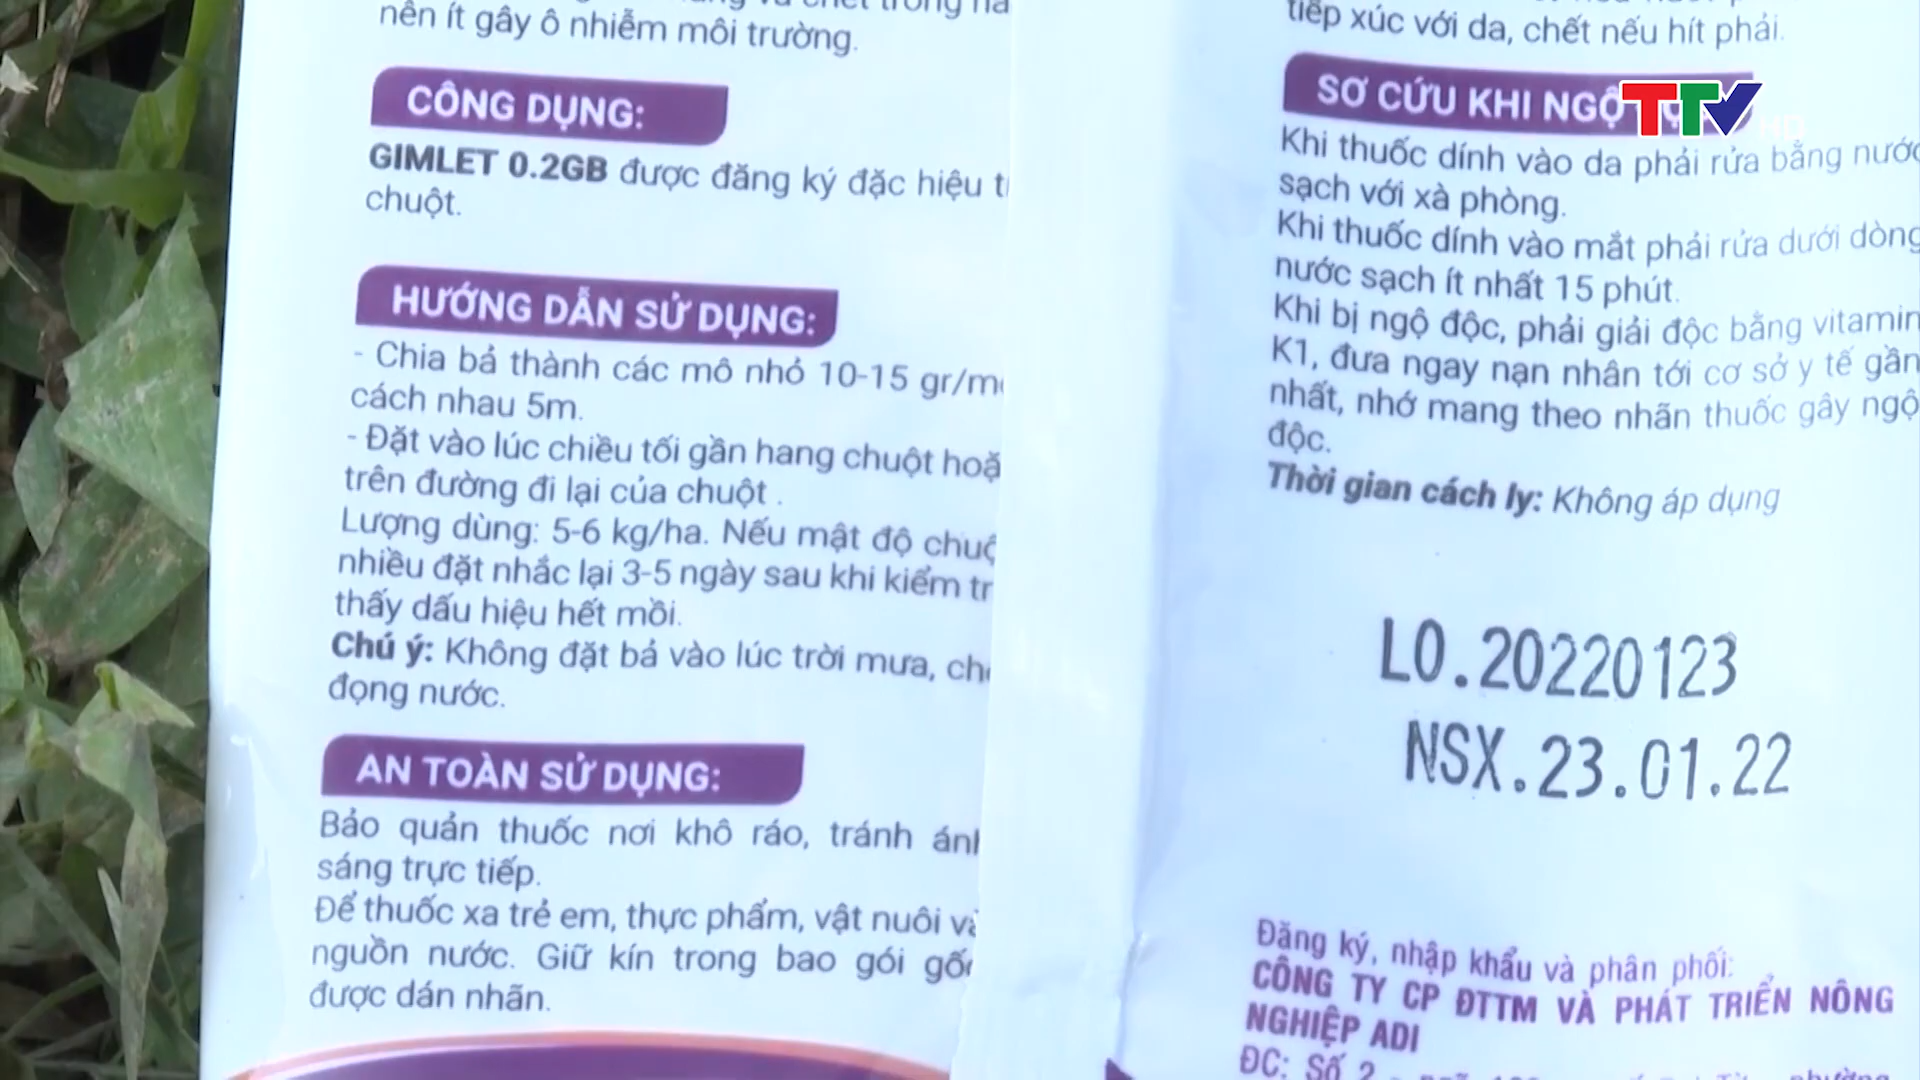 nên ít gây ô nhiễm môi trường.
CÔNG DỤNG:
GIMLET 0.2GB được đăng ký đặc hiệu
chuột.
HƯỚNG DẪN SỬ DỤNG:
- Chia bả thành các mô nhỏ 10-15 gr/
cách nhau 5m.
- Đặt vào lúc chiều tối gần hang chuột
trên đường đi lại của chuột .
Lượng dùng: 5-6 kg/ha. Nếu mật độ
nhiều đặt nhắc lại 3-5 ngày sau khi kiểm
thấy dấu hiệu hết mồi.
Chú ý: Không đặt bả vào lúc trời mưa,
đọng nước.
AN TOÀN SỬ DỤNG:
Bảo quản thuốc nơi khô ráo, tránh
sáng trực tiếp.
Để thuốc xa trẻ em, thực phẩm, vật nuôi
nguồn nước. Giữ kín trong bao gói
được dán nhãn.
tiếp xúc với da, chết nếu hít phải.
SƠ CỨU KHI NGỘ
TTV HD
Khi thuốc dính vào da phải rửa bằng nước
sạch với xà phòng.
Khi thuốc dính vào mắt phải rửa dưới dòng
nước sạch ít nhất 15 phút.
Khi bị ngộ độc, phải giải độc bằng vitamin
K1, đưa ngay nạn nhân tới cơ sở y tế gần
nhất, nhớ mang theo nhãn thuốc gây ngộ
độc.
Thời gian cách ly: Không áp dụng
LO.20220123
NSX.23.01.22
Đăng ký, nhập khẩu và phân phối:
CÔNG TY CP ĐTTM VÀ PHÁT TRIỂN NÔNG
NGHIỆP ADI
ĐC: Số 2